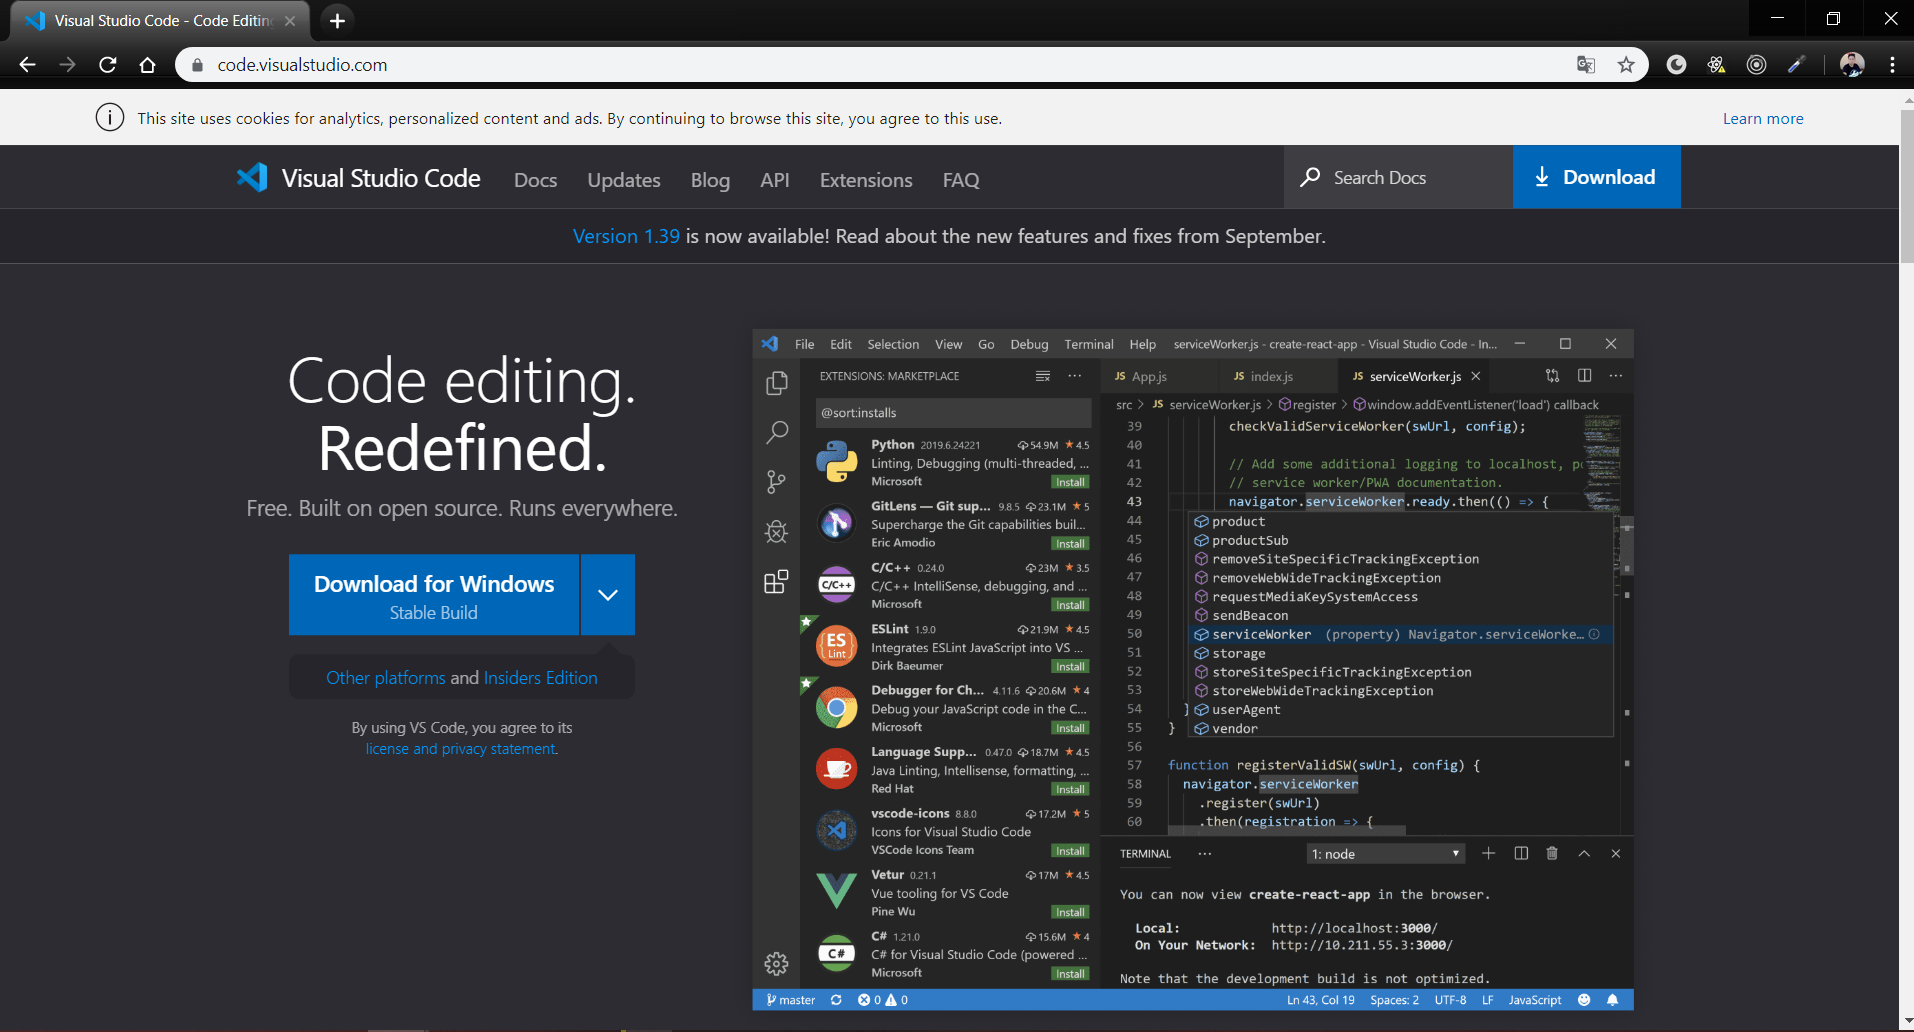 Visual Studio Code - Code Editin
code.visualstudio.com
This site uses cookies for analytics, personalized content and ads. By continuing to browse this site, you agree to this use.
Learn more
Visual Studio Code
Docs
Updates
Blog
API
Extensions
FAQ
Search Docs
Download
Version 1.39 is now available! Read about the new features and fixes from September.
Code editing.
Redefined.
Free. Built on open source. Runs everywhere.
Download for Windows
Stable Build
Other platforms and Insiders Edition
By using VS Code, you agree to its
license and privacy statement.
File Edit Selection View Go Debug Terminal Help serviceWorker.js - create-react-app - Visual Studio Code - In...
EXTENSIONS: MARKETPLACE
@sort:installs
Python 2019.6.24221 54.9M ★4.5
Linting, Debugging (multi-threaded, ...
Microsoft Install
GitLens — Git sup... 9.8.5 23.1M ★5
Supercharge the Git capabilities buil...
Eric Amodio Install
C/C++
C/C++ 0.24.0 23M ★3.5
C/C++ IntelliSense, debugging, and ...
Microsoft Install
ES
Lint
ESLint 1.9.0 21.9M ★4.5
Integrates ESLint JavaScript into VS ...
Dirk Baeumer Install
Debugger for Ch... 4.11.6 20.6M ★4
Debug your JavaScript code in the C...
Microsoft Install
Language Supp... 0.47.0 18.7M ★4.5
Java Linting, Intellisense, formatting, ...
Red Hat Install
vscode-icons 8.8.0 17.2M ★5
Icons for Visual Studio Code
VSCode Icons Team Install
Vetur 0.21.1 17M ★4.5
Vue tooling for VS Code
Pine Wu Install
C#
C# 1.21.0 15.6M ★4
C# for Visual Studio Code (powered ...
Microsoft Install
JS App.js JS index.js JS serviceWorker.js
src > JS serviceWorker.js > register > window.addEventListener('load') callback
39 checkValidServiceWorker(swUrl, config);
40
41 // Add some additional logging to localhost, p
42 // service worker/PWA documentation.
43 navigator.serviceWorker.ready.then(() => {
44 product
45 productSub
46 removeSiteSpecificTrackingException
47 removeWebWideTrackingException
48 requestMediaKeySystemAccess
49 sendBeacon
50 serviceWorker (property) Navigator.serviceWorke...
51 storage
52 storeSiteSpecificTrackingException
53 storeWebWideTrackingException
54 } userAgent
55 } vendor
56
57 function registerValidSW(swUrl, config) {
58 navigator.serviceWorker
59 .register(swUrl)
60 .then(registration => {
TERMINAL ... 1: node
You can now view create-react-app in the browser.
Local: http://localhost:3000/
On Your Network: http://10.211.55.3:3000/
Note that the development build is not optimized.
master 0 0 Ln 43, Col 19 Spaces: 2 UTF-8 LF JavaScript